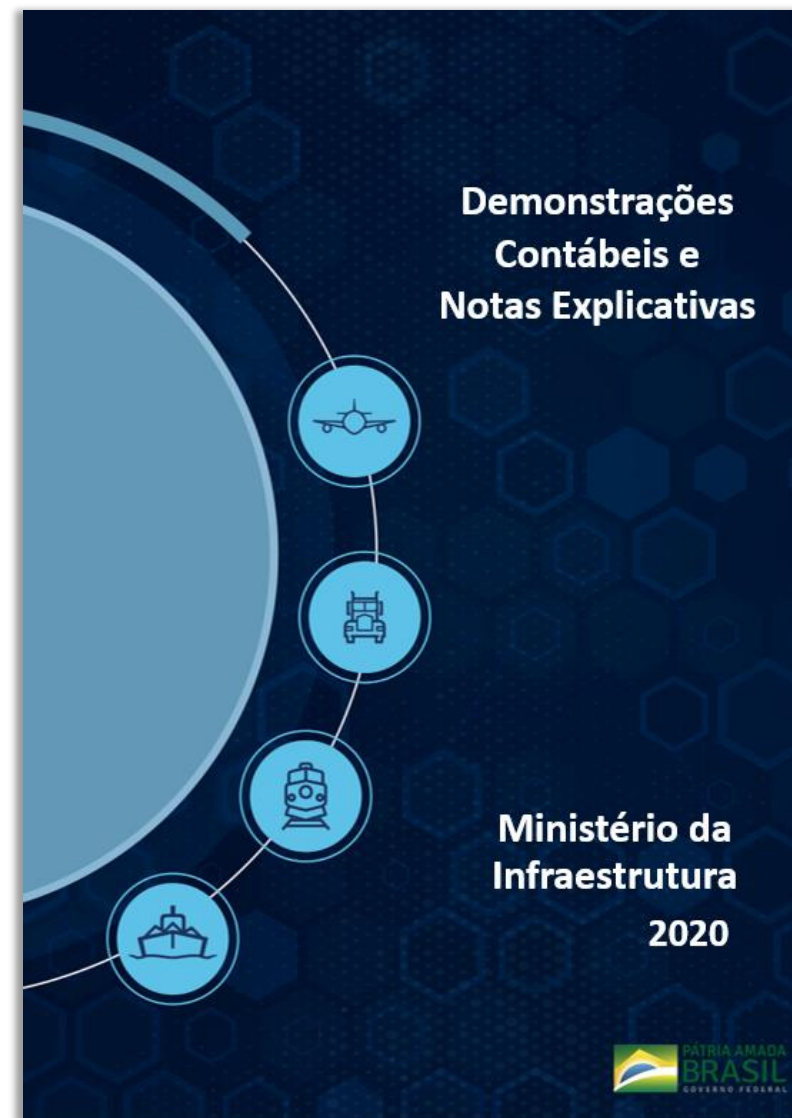 Demonstrações
Contábeis e
Notas Explicativas
Ministério da
Infraestrutura
2020
PÁTRIA AMADA
BRASIL
GOVERNO FEDERAL